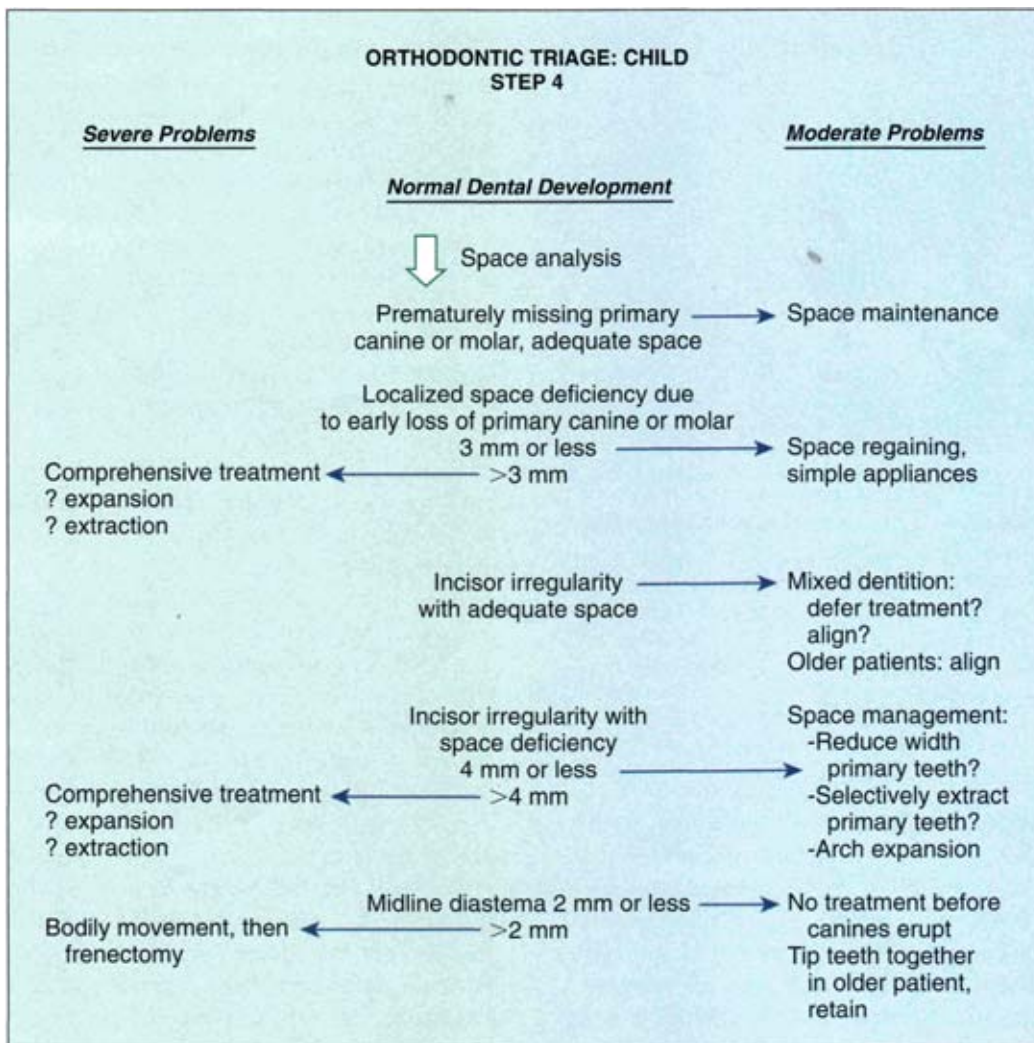 ORTHODONTIC TRIAGE: CHILD
STEP 4
Severe Problems
Moderate Problems
Normal Dental Development
Space analysis
Prematurely missing primary
canine or molar, adequate space
Space maintenance
Localized space deficiency due
to early loss of primary canine or molar
3 mm or less
Space regaining,
simple appliances
>3 mm
Comprehensive treatment
? expansion
? extraction
Incisor irregularity
with adequate space
Mixed dentition:
defer treatment?
align?
Older patients: align
Incisor irregularity with
space deficiency
4 mm or less
Space management:
-Reduce width
primary teeth?
-Selectively extract
primary teeth?
-Arch expansion
>4 mm
Comprehensive treatment
? expansion
? extraction
Midline diastema 2 mm or less
No treatment before
canines erupt
Tip teeth together
in older patient,
retain
>2 mm
Bodily movement, then
frenectomy